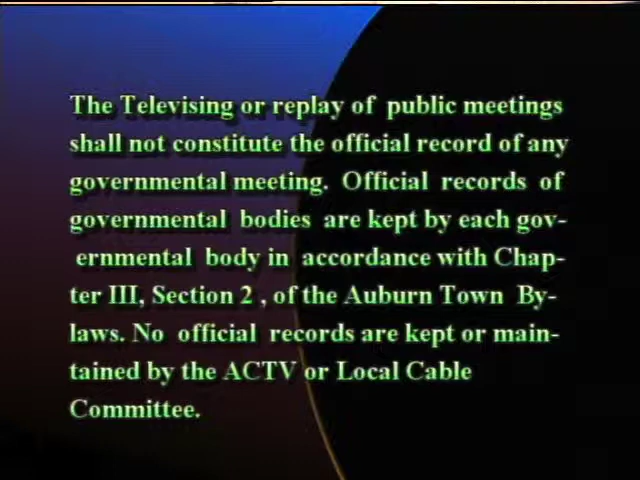 The Televising or replay of public meetings
shall not constitute the official record of any
governmental meeting. Official records of
governmental bodies are kept by each gov-
ernmental body in accordance with Chap-
ter III, Section 2 , of the Auburn Town By-
laws. No official records are kept or main-
tained by the ACTV or Local Cable
Committee.